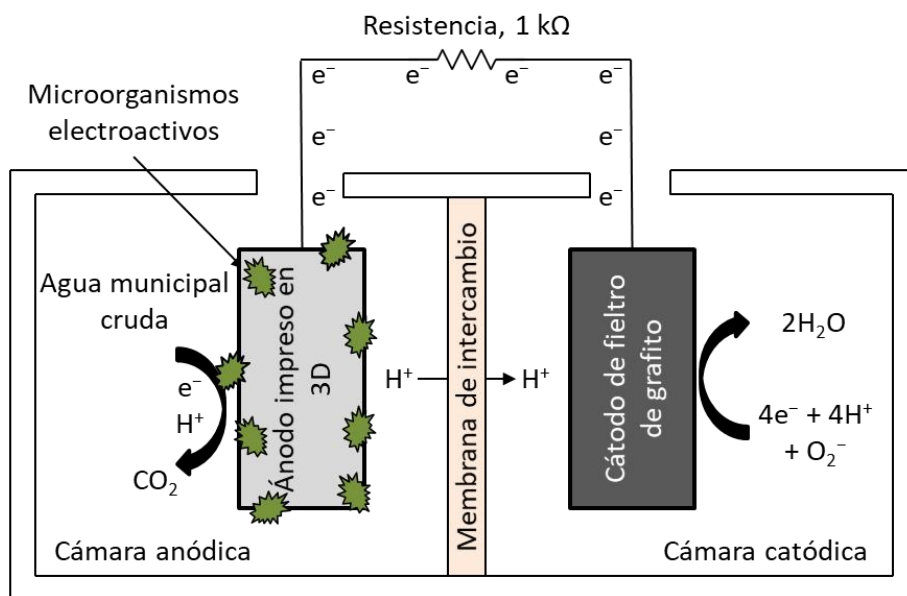 Resistencia, 1 kΩ
e⁻ e⁻ e⁻ e⁻
Microorganismos
electroactivos
e⁻ e⁻
e⁻ e⁻
Agua municipal
cruda
e⁻
H⁺
CO₂
Ánodo impreso en
3D
H⁺
Membrana de intercambio
H⁺
Cátodo de fieltro
de grafito
2H₂O
4e⁻ + 4H⁺
+ O₂⁻
Cámara anódica
Cámara catódica